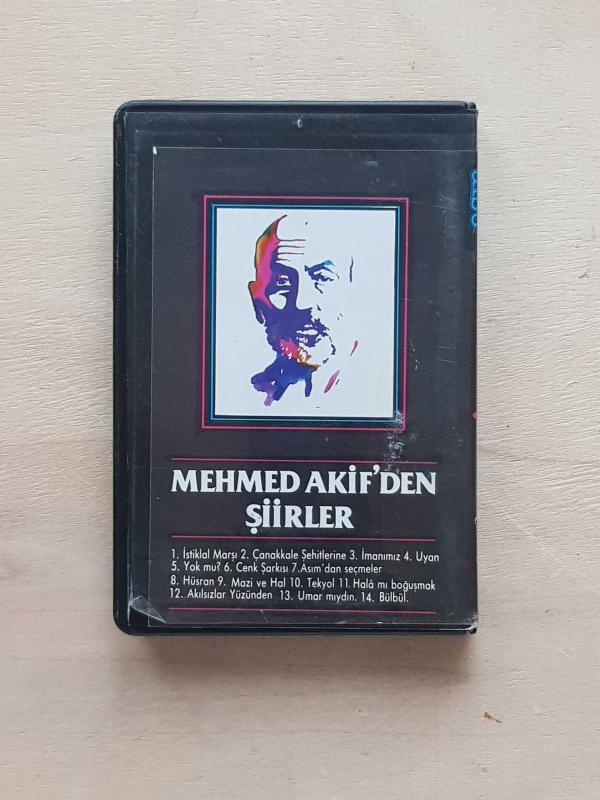 MEHMED AKİF'DEN
ŞİİRLER
1. İstiklal Marşı 2. Çanakkale Şehitlerine 3. İmanımız 4. Uyan
5. Yok mu? 6. Cenk Şarkısı 7. Asım'dan seçmeler
8. Hüsran 9. Mazi ve Hal 10. Tekyol 11. Halâ mı boğuşmak
12. Akılsızlar Yüzünden 13. Umar mıydın. 14. Bülbül.